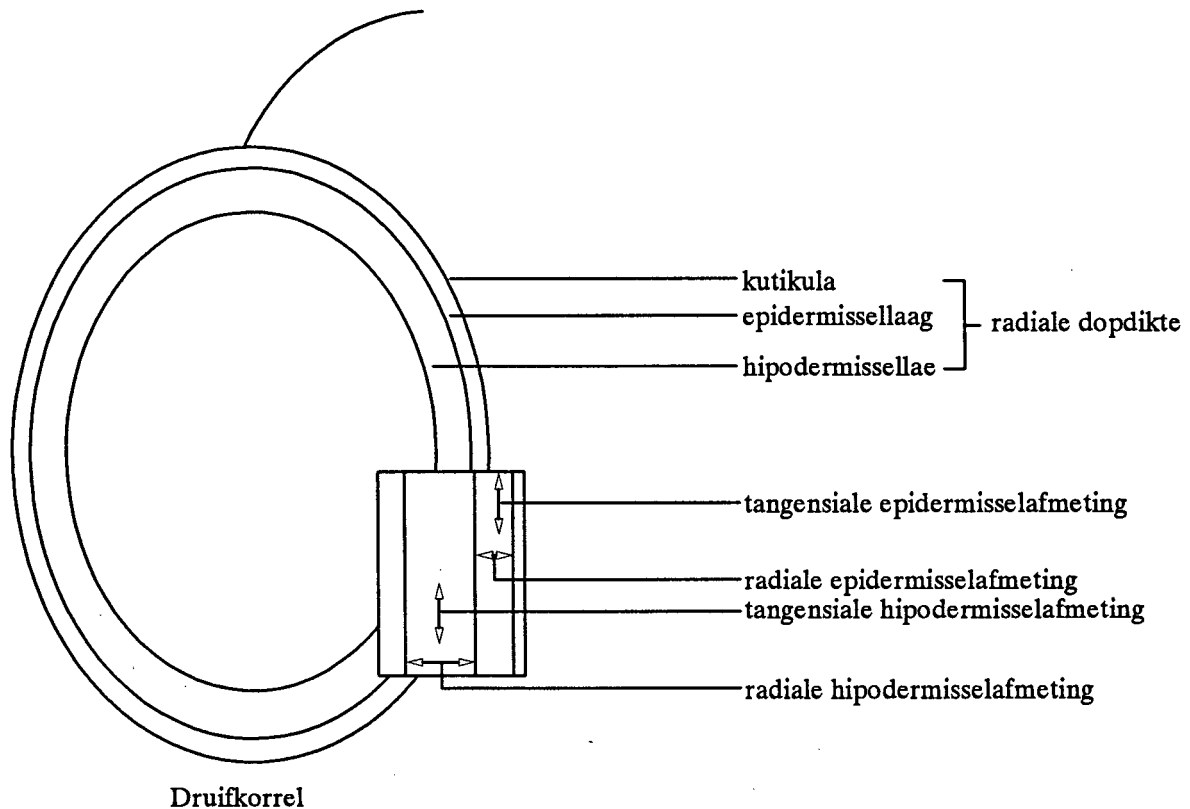 kutikula
epidermissellaag
radiale dopdikte
hipodermissellae
tangensiale epidermisselafmeting
radiale epidermisselafmeting
tangensiale hipodermisselafmeting
radiale hipodermisselafmeting
Druifkorrel